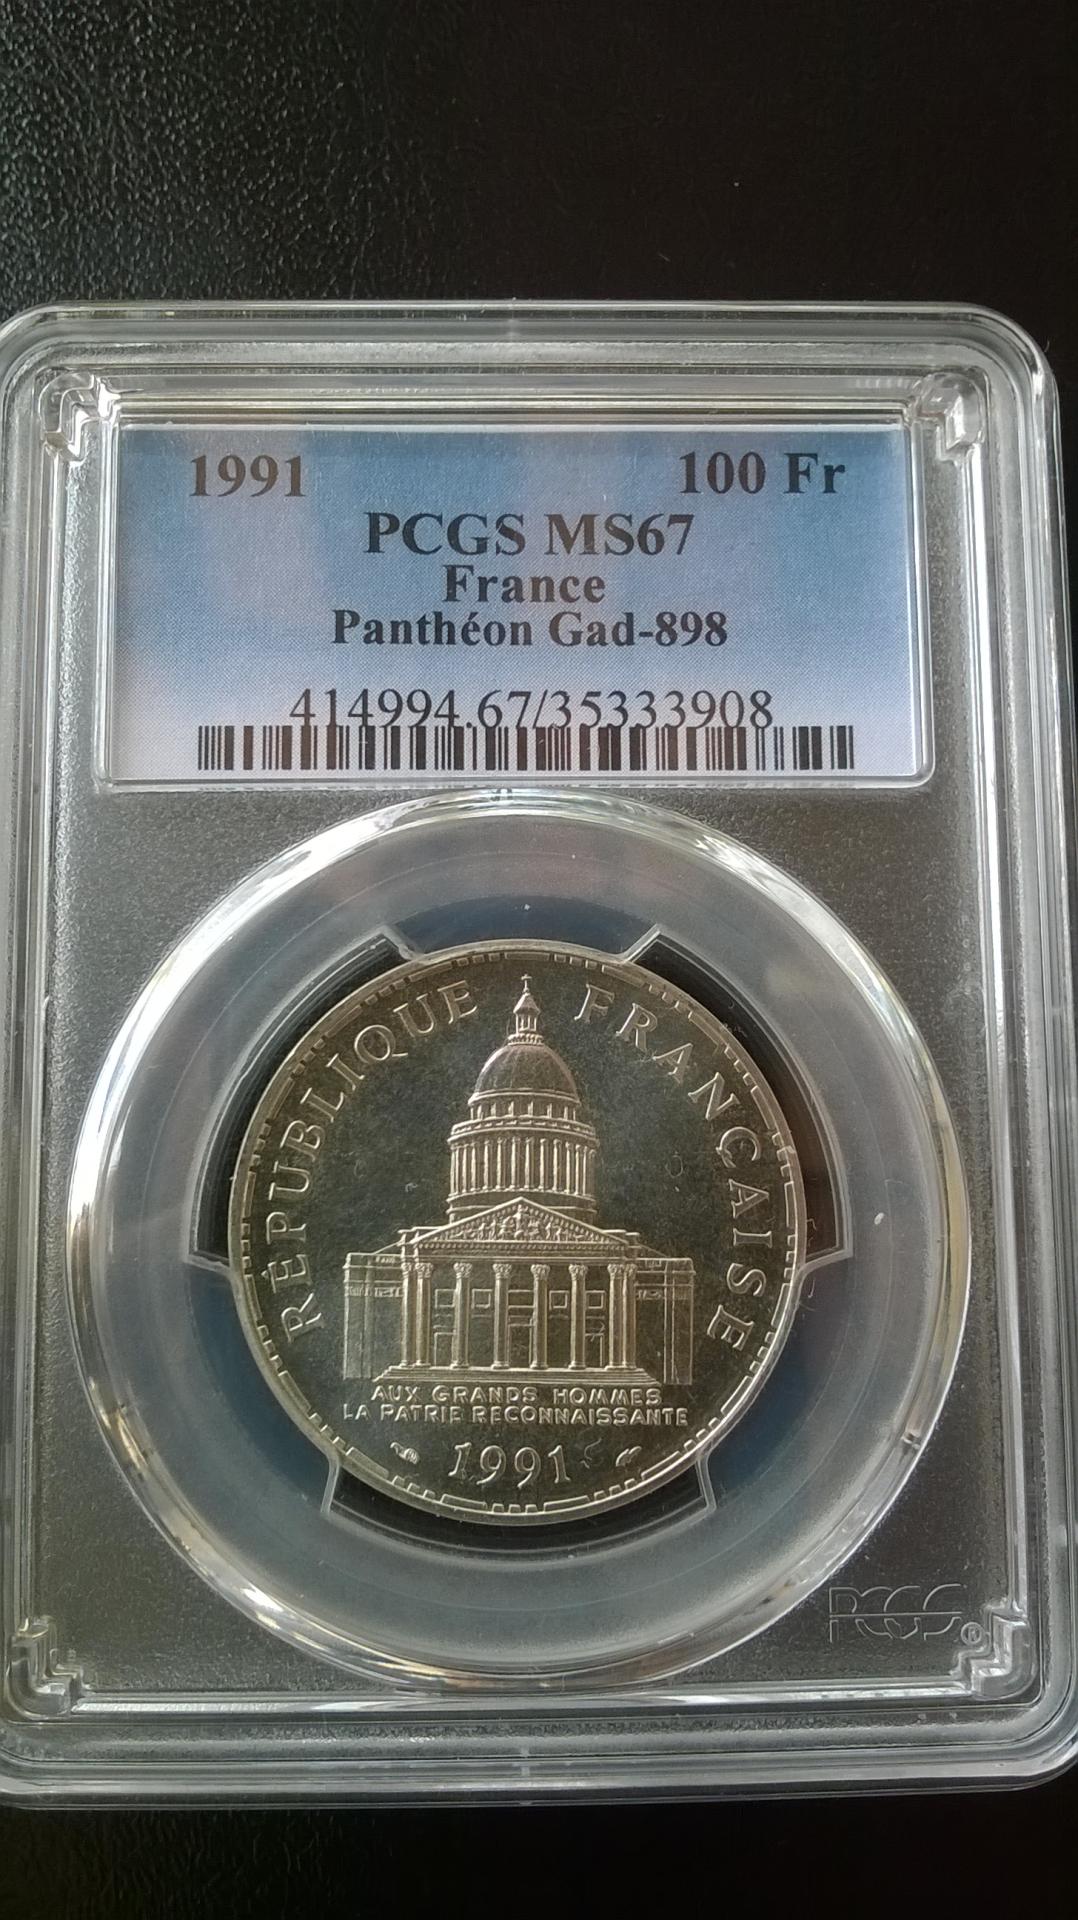 1991 100 Fr
PCGS MS67
France
Panthéon Gad-898
414994.67/35333908
RÉPUBLIQUE FRANÇAISE
AUX GRANDS HOMMES
LA PATRIE RECONNAISSANTE
1991
PCGS®